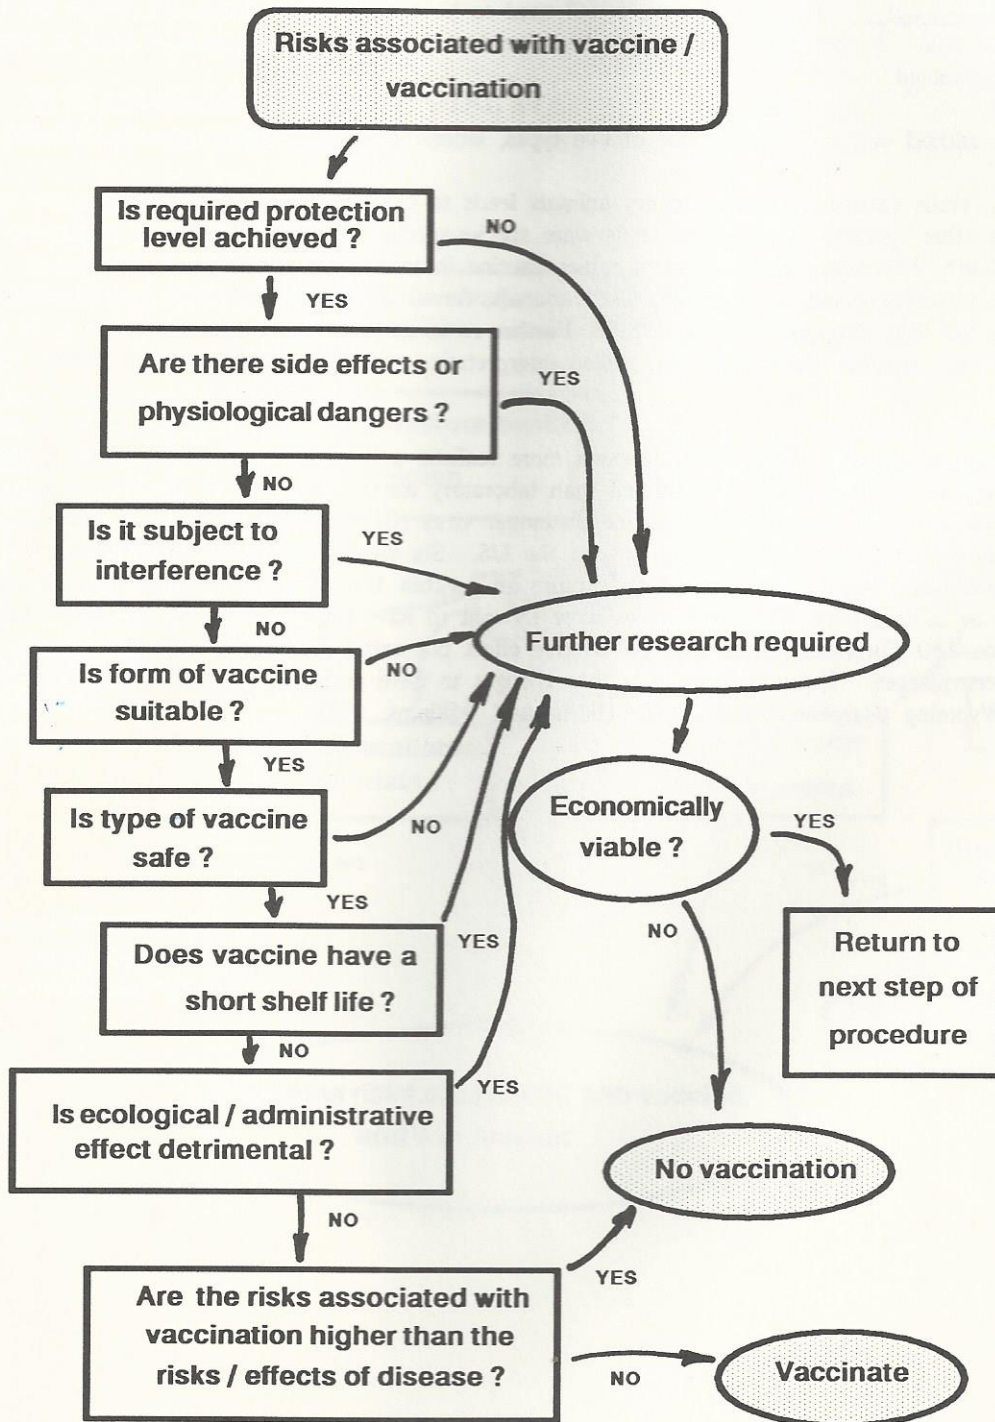 Risks associated with vaccine /
vaccination
Is required protection
level achieved ?
NO
YES
Are there side effects or
physiological dangers ?
YES
NO
Is it subject to
interference ?
YES
NO
Further research required
Is form of vaccine
suitable ?
NO
YES
Is type of vaccine
safe ?
NO
YES
Economically
viable ?
YES
NO
Does vaccine have a
short shelf life ?
YES
NO
Return to
next step of
procedure
Is ecological / administrative
effect detrimental ?
YES
NO
No vaccination
Are the risks associated with
vaccination higher than the
risks / effects of disease ?
YES
NO
Vaccinate